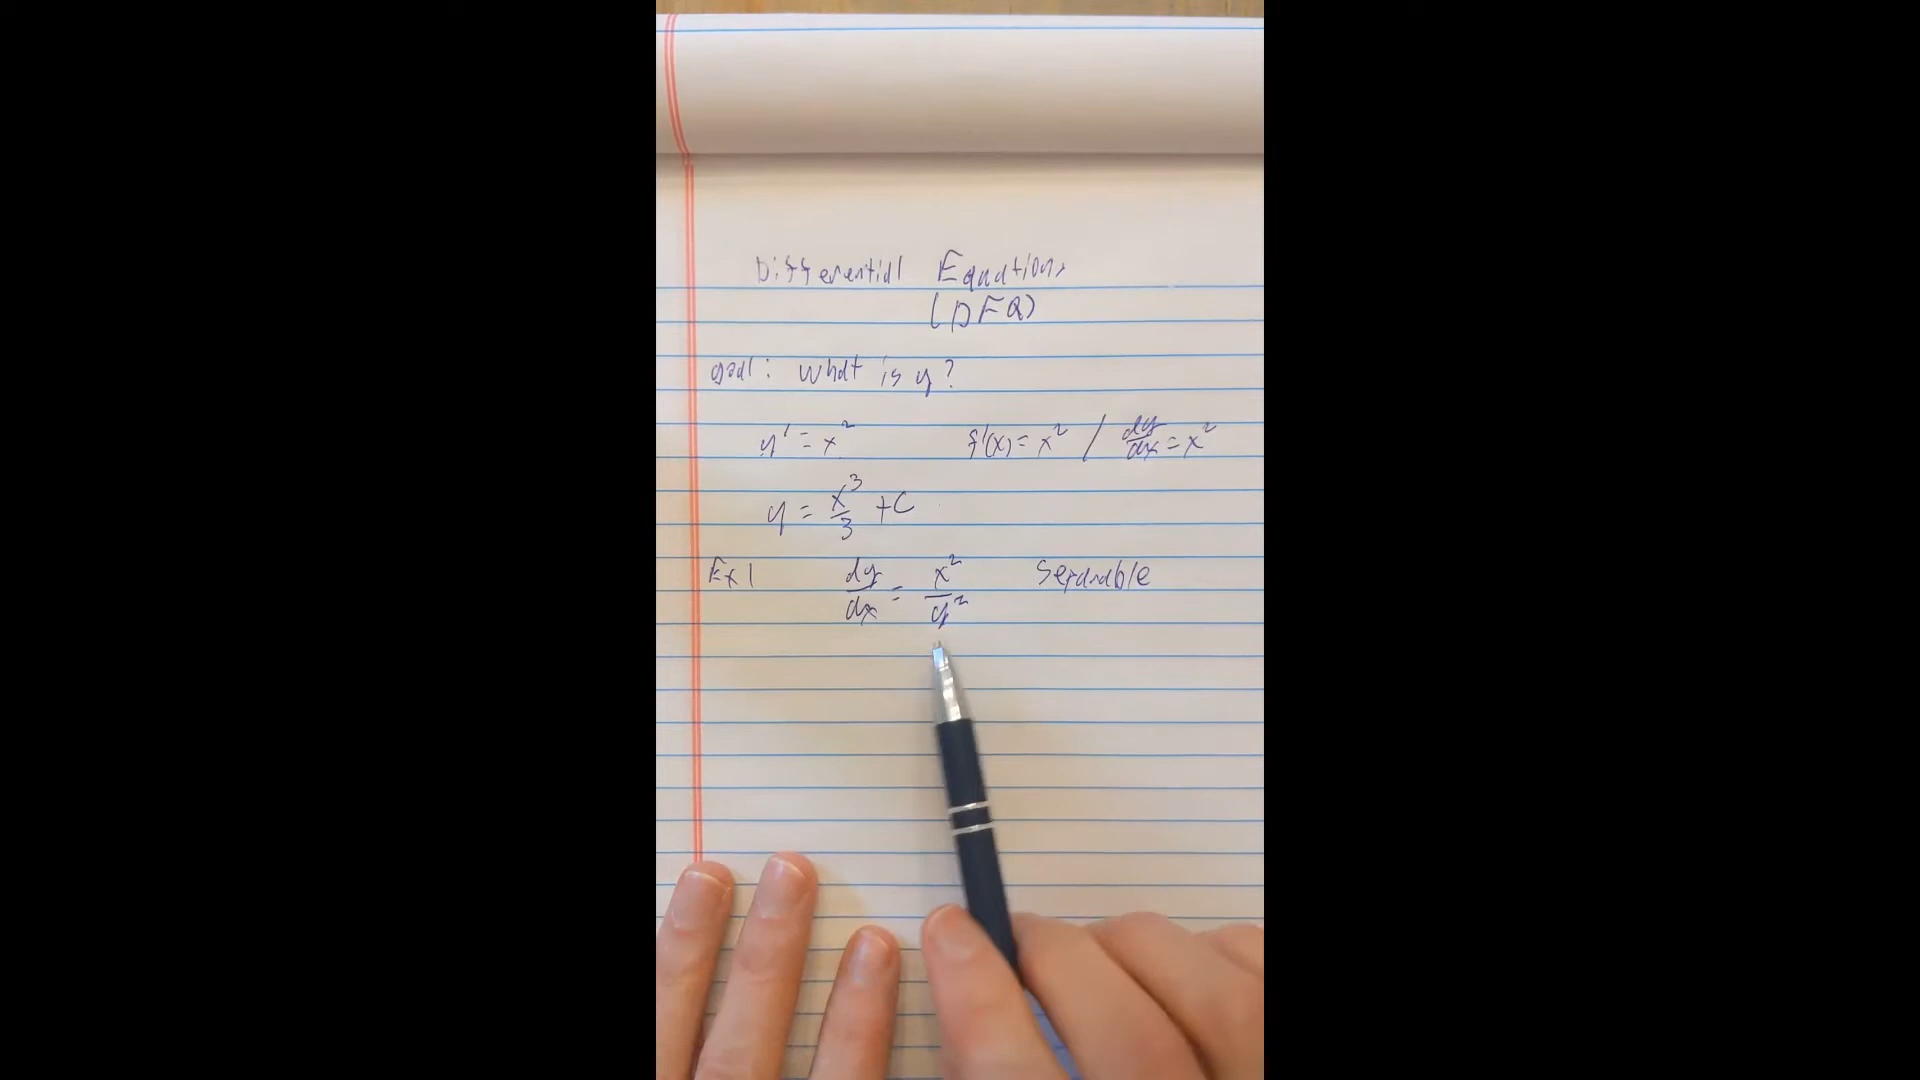 Differential Equations
(DFQ)
goal: what is y?
y' = x² f'(x) = x² / dy/dx = x²
y = x³/3 + C
Ex 1 dy/dx = x²/y² Separable